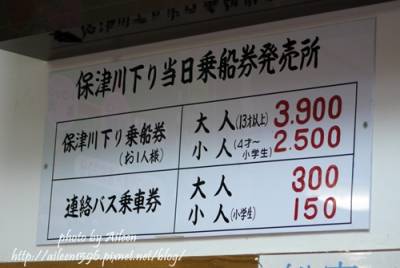 保津川下り当日乗船券発売所
保津川下り乗船券
(お1人様)
大人(13才以上) 3.900
小人(4才~小学生) 2.500
連絡バス乗車券
大人 300
小人(小学生) 150
photo by Aileen
http://aileen1996.pixnet.net/blog/